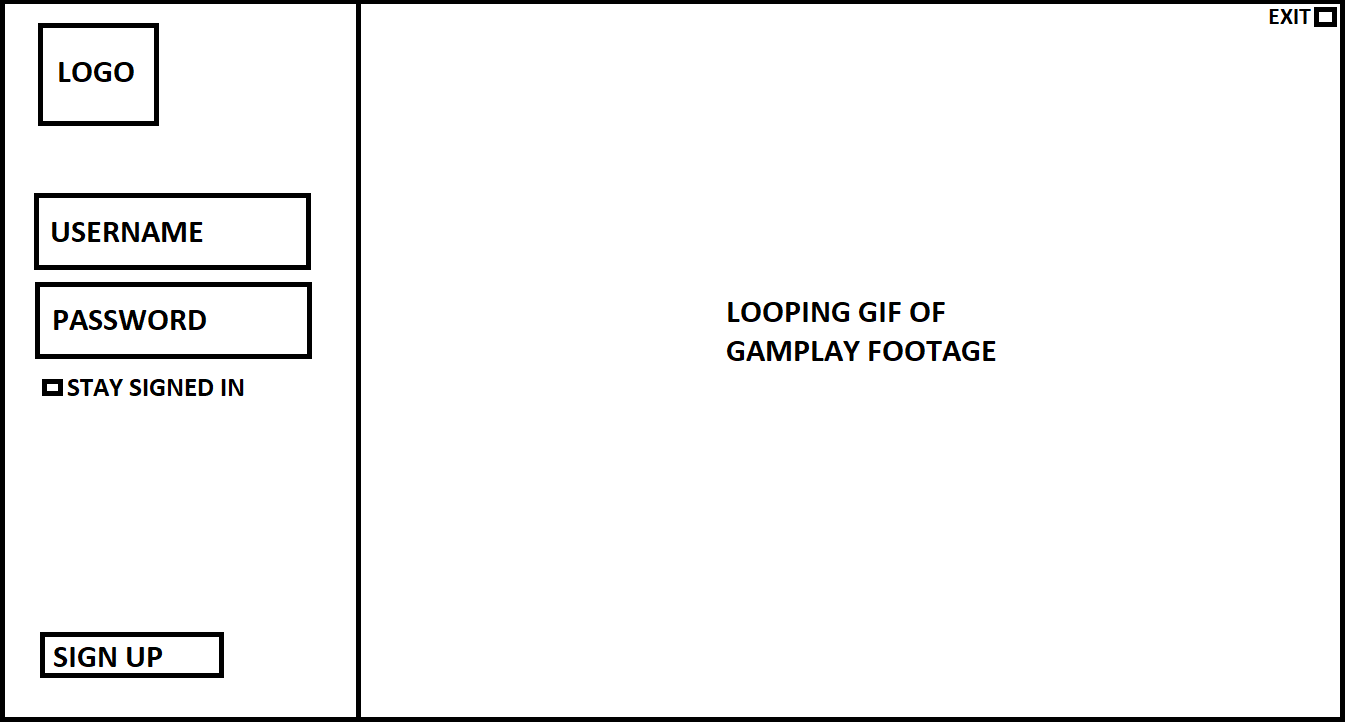 EXIT
LOGO
USERNAME
PASSWORD
STAY SIGNED IN
LOOPING GIF OF
GAMPLAY FOOTAGE
SIGN UP